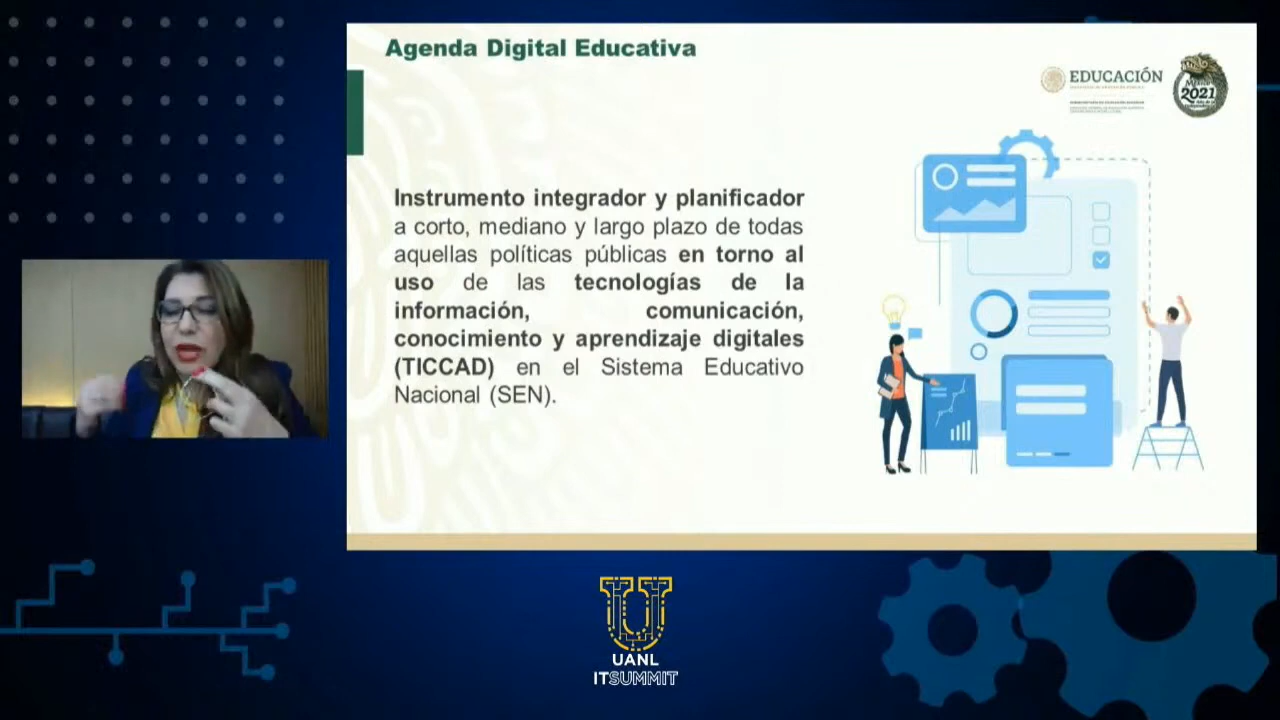 Agenda Digital Educativa
EDUCACIÓN
México
2021
Instrumento integrador y planificador
a corto, mediano y largo plazo de todas
aquellas políticas públicas en torno al
uso de las tecnologías de la
información, comunicación,
conocimiento y aprendizaje digitales
(TICCAD) en el Sistema Educativo
Nacional (SEN).
UANL
ITSUMMIT